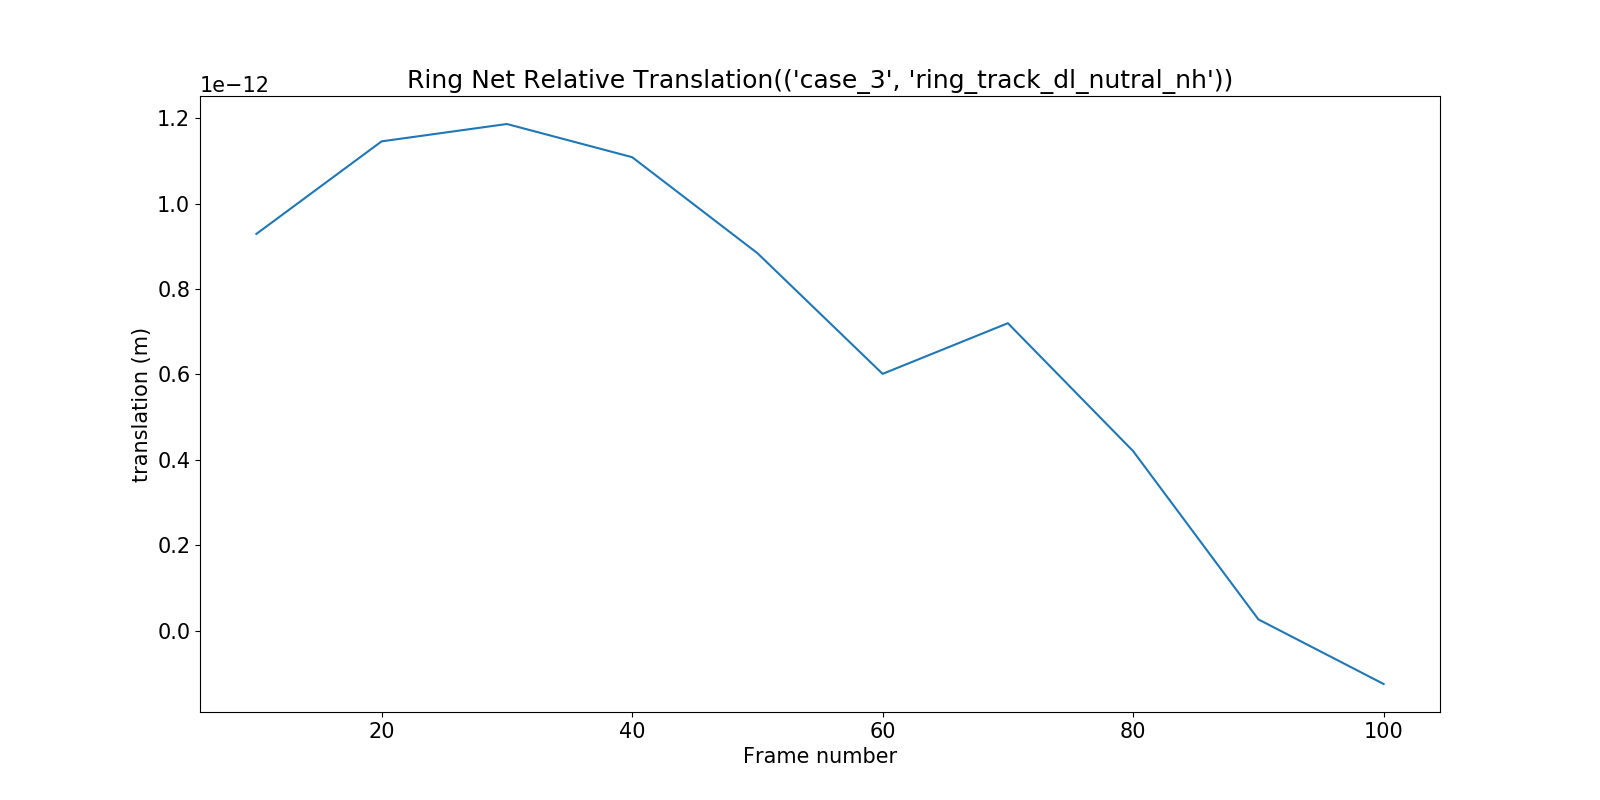 Ring Net Relative Translation(('case_3', 'ring_track_dl_nutral_nh'))
1e−12
1.2
1.0
0.8
0.6
0.4
0.2
0.0
translation (m)
20 40 60 80 100
Frame number